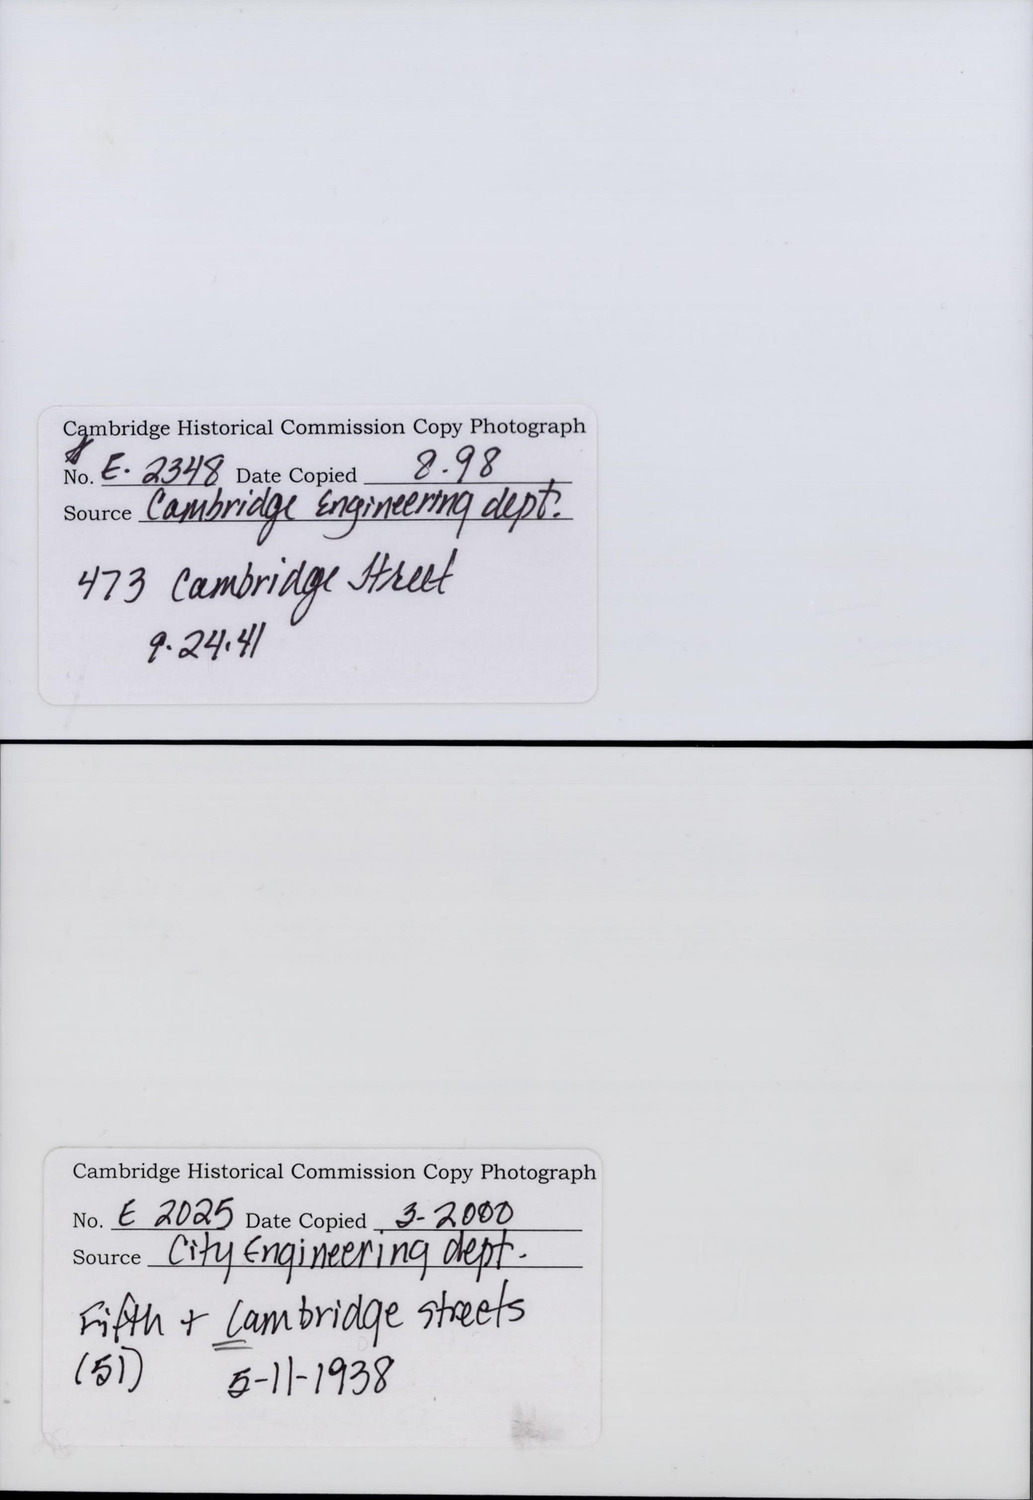 Cambridge Historical Commission Copy Photograph
No. E. 2348 Date Copied 8.98
Source Cambridge Engineering dept.
473 Cambridge Street
9.24.41
Cambridge Historical Commission Copy Photograph
No. E 2025 Date Copied 3-2000
Source City Engineering dept.
Fifth + Cambridge streets
(51) 5-11-1938